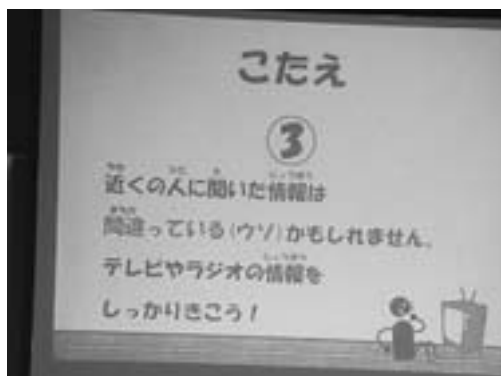 こたえ
③
近くの人に聞いた情報は
間違っている(ウソ)かもしれません。
テレビやラジオの情報を
しっかりきこう!